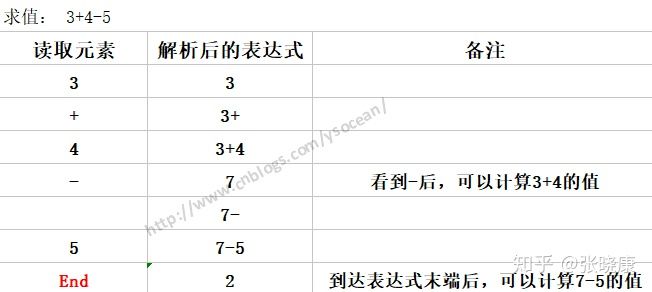 求值： 3+4-5
读取元素 解析后的表达式 备注
3 3
+ 3+
4 3+4
- 7 看到-后，可以计算3+4的值
7-
5 7-5
End 2 到达表达式末端后，可以计算7-5的值
http://www.cnblogs.com/ysocean/
知乎 @张晓康